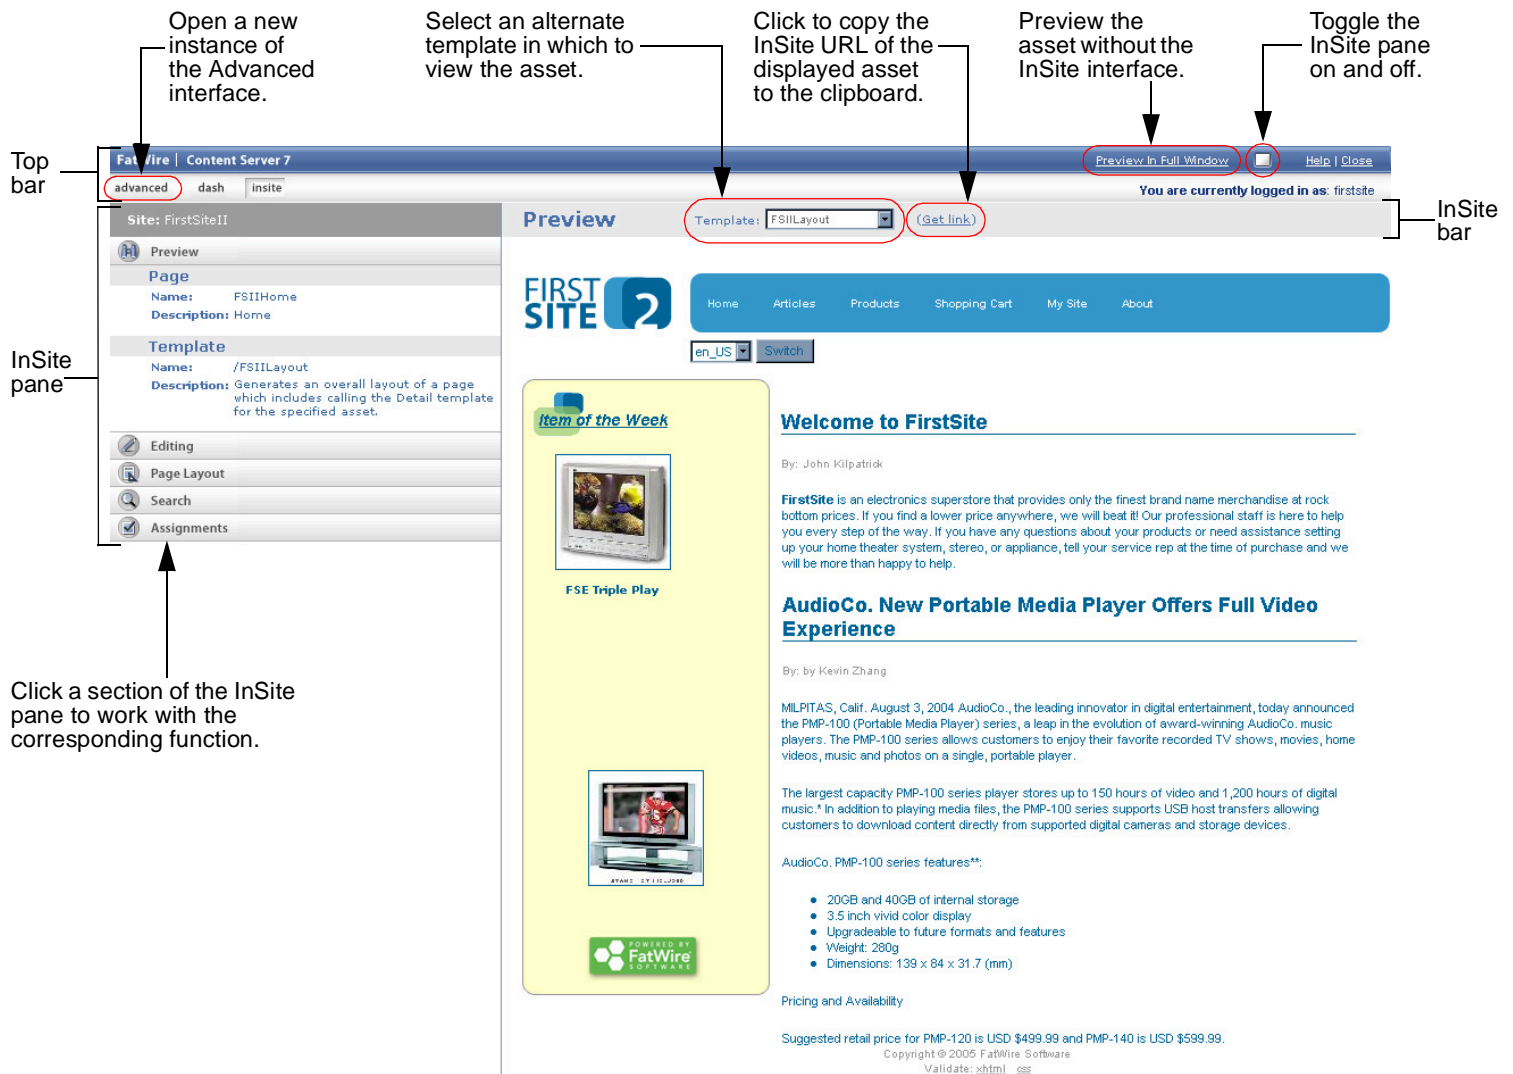 Open a new
instance of
the Advanced
interface.
Select an alternate
template in which to
view the asset.
Click to copy the
InSite URL of the
displayed asset
to the clipboard.
Preview the
asset without the
InSite interface.
Toggle the
InSite pane
on and off.
Top
bar
FatWire | Content Server 7
Preview In Full Window
Help | Close
advanced dash insite
You are currently logged in as: firstsite
InSite
bar
Site: FirstSiteII
Preview
Template: FSIILayout
(Get link)
Preview
Page
Name: FSIIHome
Description: Home
Template
Name: /FSIILayout
Description: Generates an overall layout of a page
which includes calling the Detail template
for the specified asset.
Editing
Page Layout
Search
Assignments
InSite
pane
Click a section of the InSite
pane to work with the
corresponding function.
FIRST
SITE 2
Home Articles Products Shopping Cart My Site About
en_US Switch
Item of the Week
FSE Triple Play
POWERED BY
FatWire
SOFTWARE
Welcome to FirstSite
By: John Kilpatrick
FirstSite is an electronics superstore that provides only the finest brand name merchandise at rock
bottom prices. If you find a lower price anywhere, we will beat it! Our professional staff is here to help
you every step of the way. If you have any questions about your products or need assistance setting
up your home theater system, stereo, or appliance, tell your service rep at the time of purchase and we
will be more than happy to help.
AudioCo. New Portable Media Player Offers Full Video
Experience
By: by Kevin Zhang
MILPITAS, Calif. August 3, 2004 AudioCo., the leading innovator in digital entertainment, today announced
the PMP-100 (Portable Media Player) series, a leap in the evolution of award-winning AudioCo. music
players. The PMP-100 series allows customers to enjoy their favorite recorded TV shows, movies, home
videos, music and photos on a single, portable player.
The largest capacity PMP-100 series player stores up to 150 hours of video and 1,200 hours of digital
music.* In addition to playing media files, the PMP-100 series supports USB host transfers allowing
customers to download content directly from supported digital cameras and storage devices.
AudioCo. PMP-100 series features**:
● 20GB and 40GB of internal storage
● 3.5 inch vivid color display
● Upgradeable to future formats and features
● Weight: 280g
● Dimensions: 139 x 84 x 31.7 (mm)
Pricing and Availability
Suggested retail price for PMP-120 is USD $499.99 and PMP-140 is USD $599.99.
Copyright © 2005 FatWire Software
Validate: xhtml css